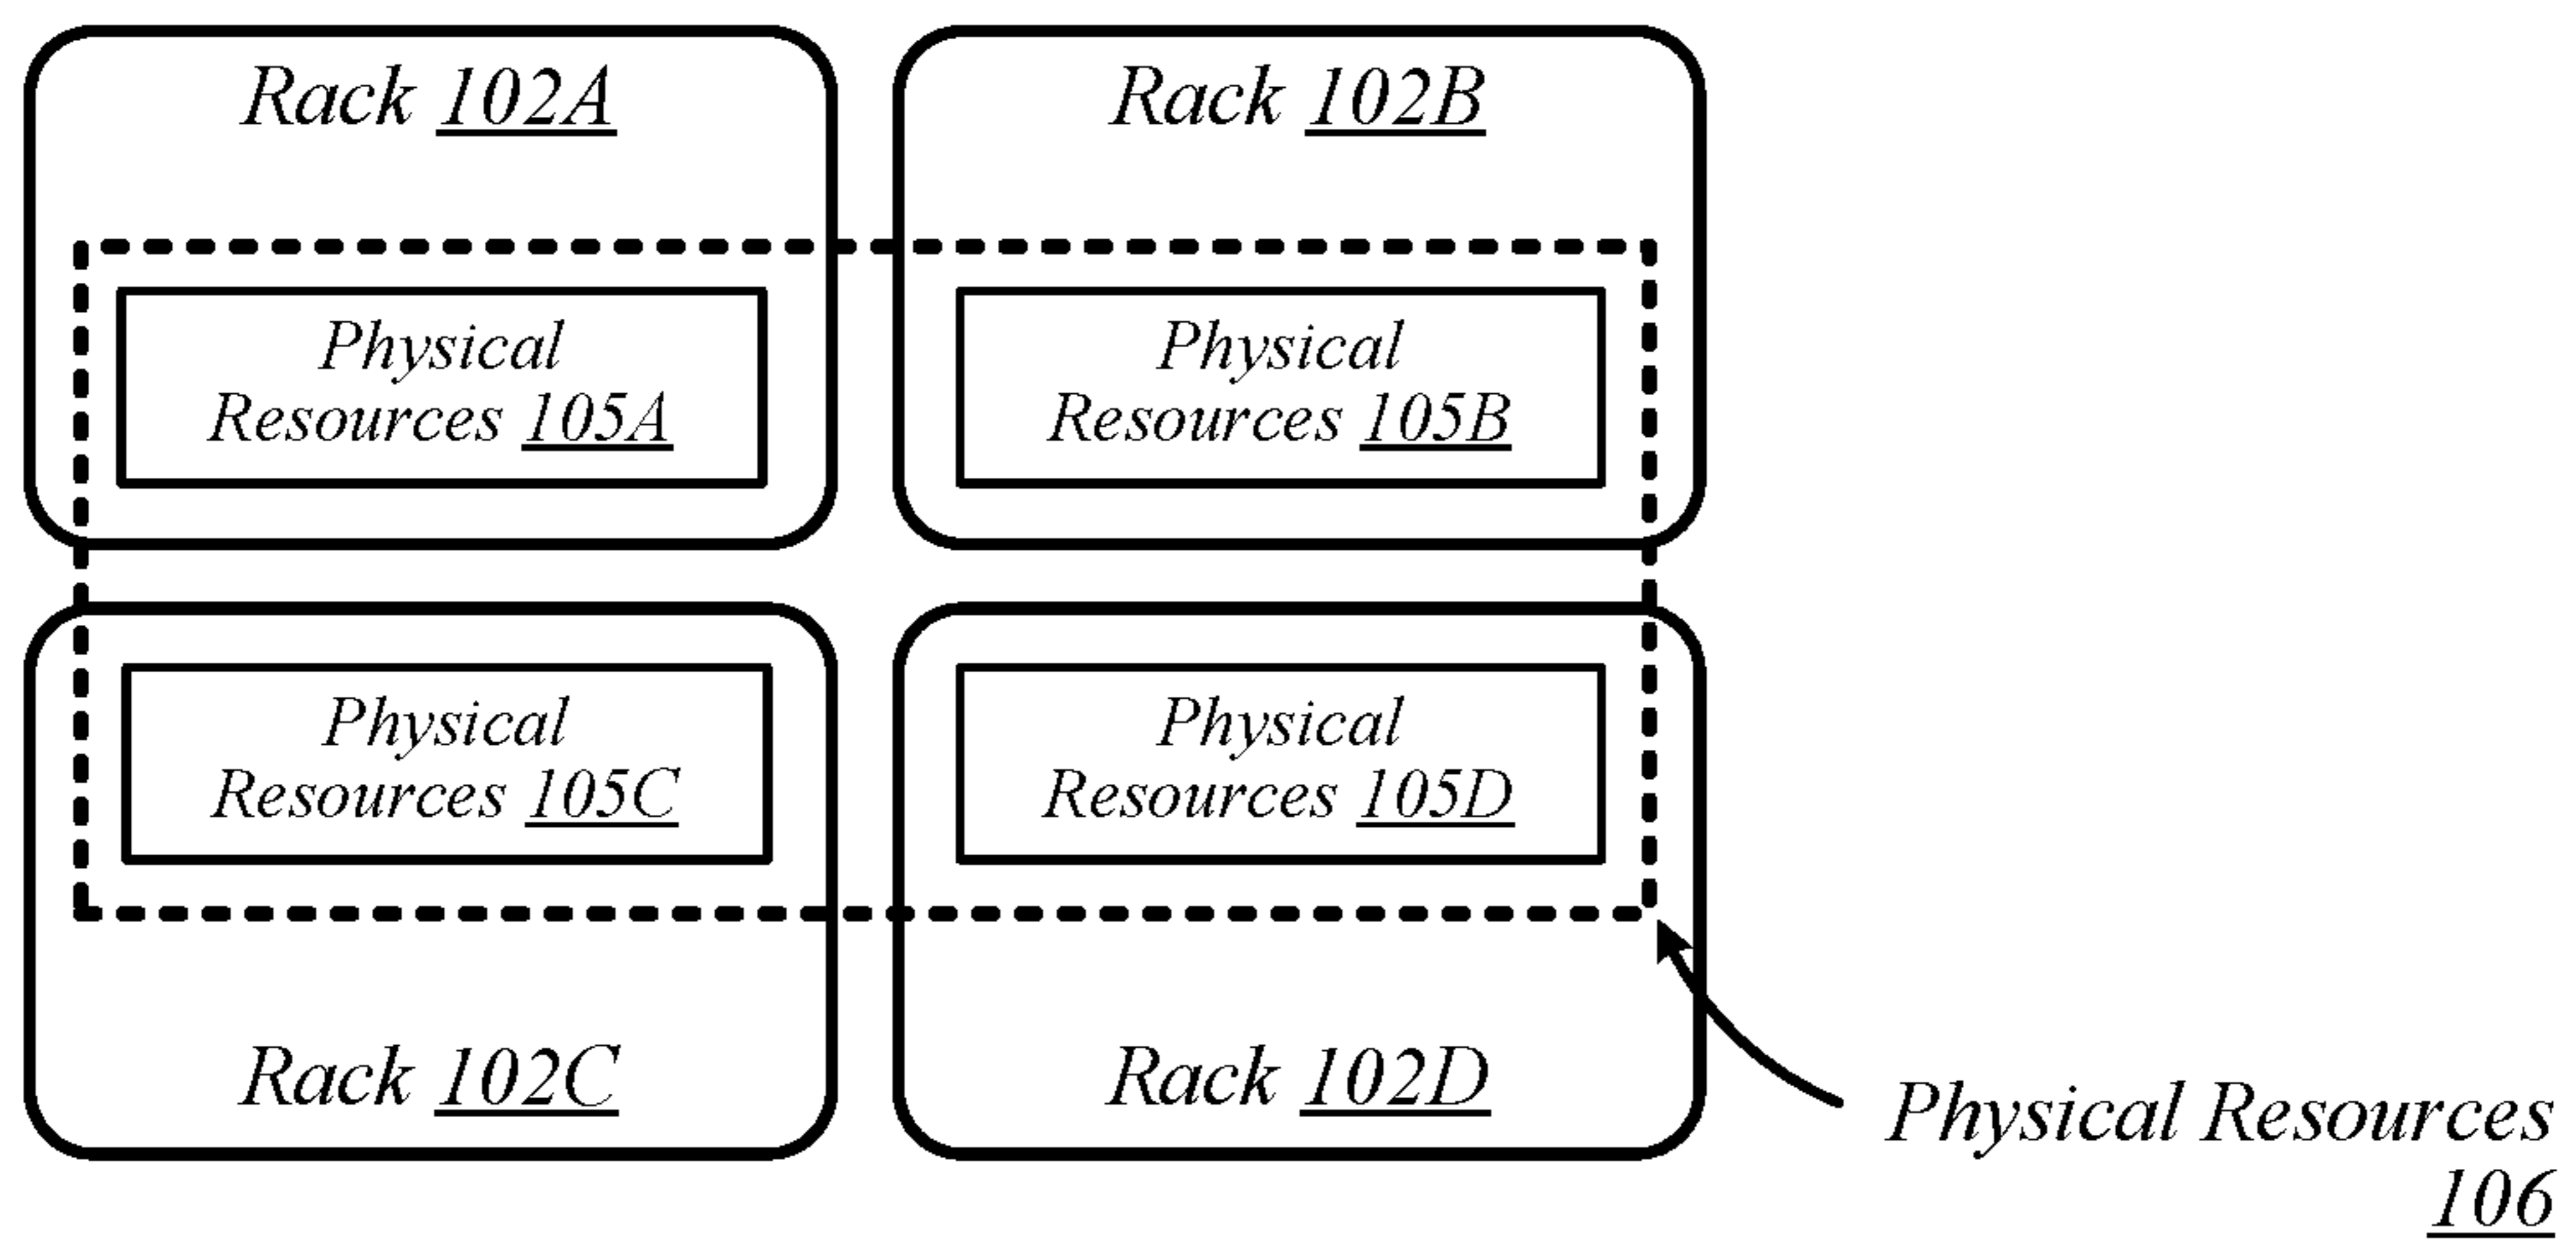 Rack 102A
Rack 102B
Physical
Resources 105A
Physical
Resources 105B
Physical
Resources 105C
Physical
Resources 105D
Rack 102C
Rack 102D
Physical Resources
106